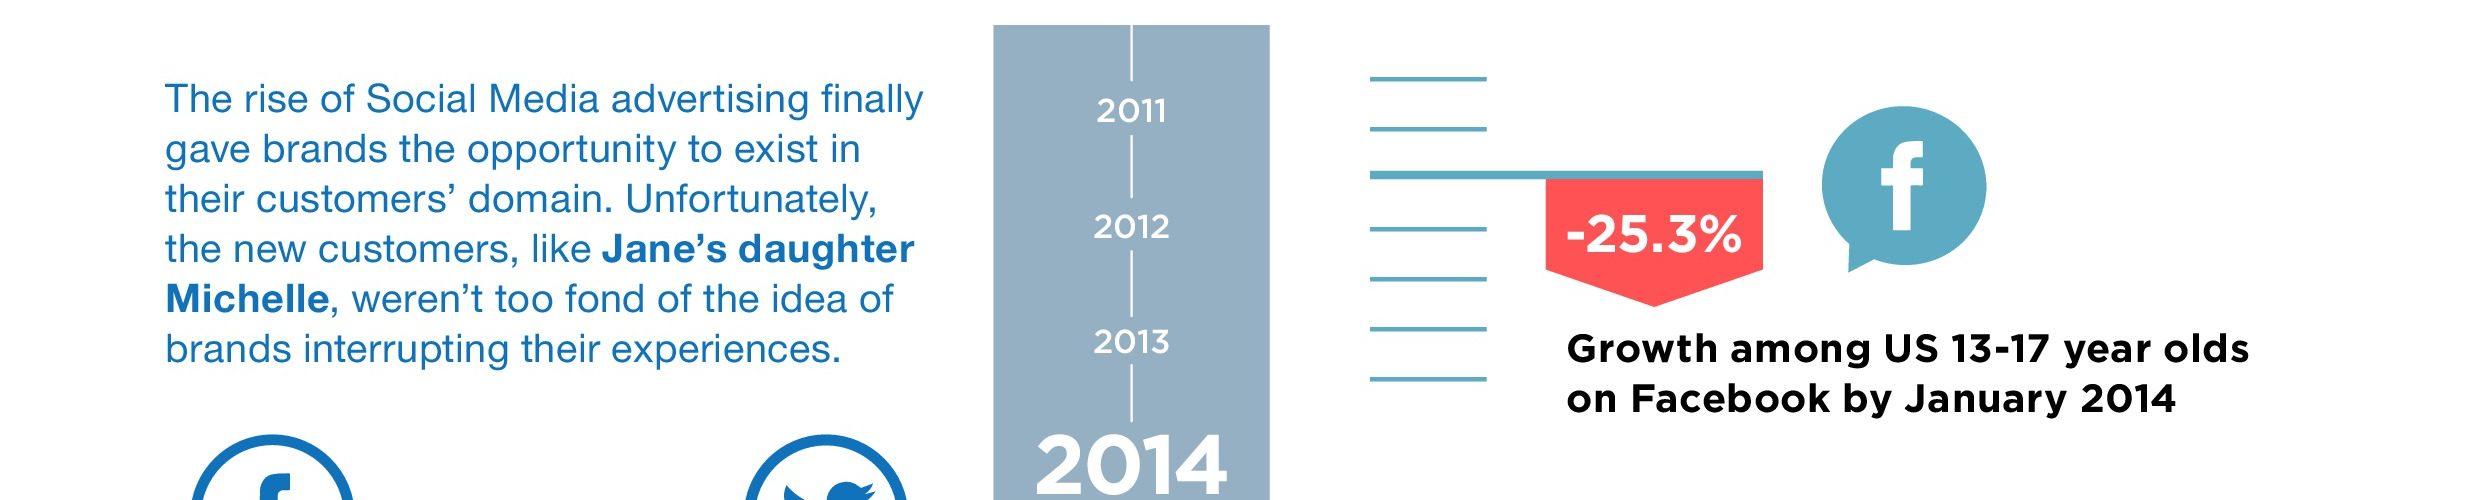 The rise of Social Media advertising finally
gave brands the opportunity to exist in
their customers’ domain. Unfortunately,
the new customers, like Jane’s daughter
Michelle, weren’t too fond of the idea of
brands interrupting their experiences.
2011
2012
2013
2014
-25.3%
Growth among US 13-17 year olds
on Facebook by January 2014